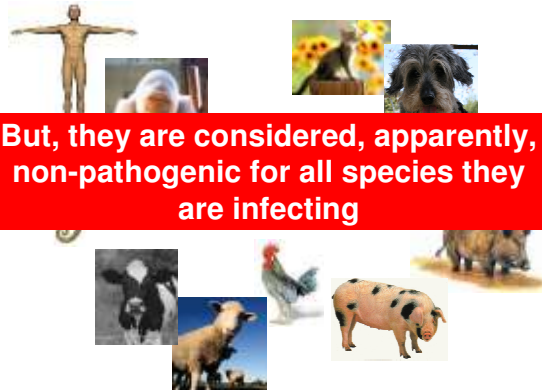 But, they are considered, apparently,
non-pathogenic for all species they
are infecting